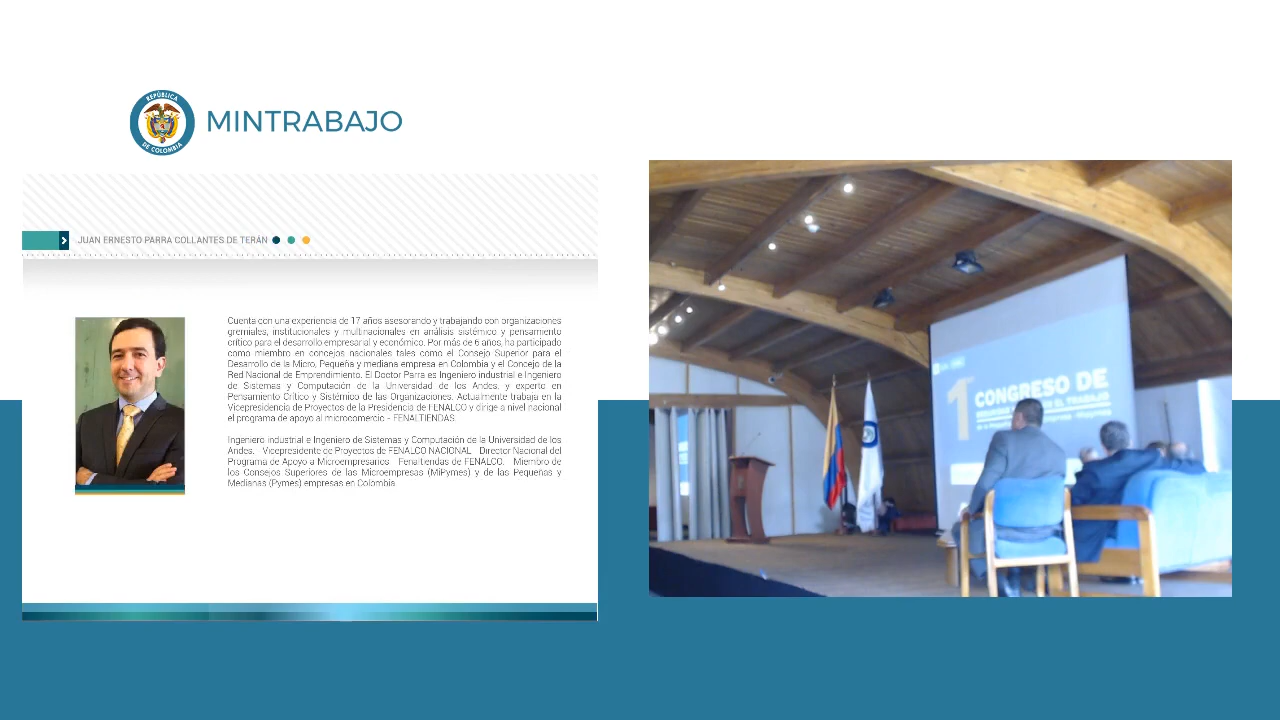 REPÚBLICA
DE COLOMBIA
MINTRABAJO
JUAN ERNESTO PARRA COLLANTES DE TERÁN
Cuenta con una experiencia de 17 años asesorando y trabajando con organizaciones
gremiales, institucionales y multinacionales en análisis sistémico y pensamiento
crítico para el desarrollo empresarial y económico. Por más de 6 años, ha participado
como miembro en concejos nacionales tales como el Consejo Superior para el
Desarrollo de la Micro, Pequeña y mediana empresa en Colombia y el Concejo de la
Red Nacional de Emprendimiento. El Doctor Parra es Ingeniero industrial e Ingeniero
de Sistemas y Computación de la Universidad de los Andes, y experto en
Pensamiento Crítico y Sistémico de las Organizaciones. Actualmente trabaja en la
Vicepresidencia de Proyectos de la Presidencia de FENALCO y dirige a nivel nacional
el programa de apoyo al microcomercio – FENALTIENDAS.
Ingeniero industrial e Ingeniero de Sistemas y Computación de la Universidad de los
Andes. Vicepresidente de Proyectos de FENALCO NACIONAL Director Nacional del
Programa de Apoyo a Microempresarios Fenaltiendas de FENALCO. Miembro de
los Consejos Superiores de las Microempresas (MiPymes) y de las Pequeñas y
Medianas (Pymes) empresas en Colombia
1 CONGRESO DE
EL TRABAJO